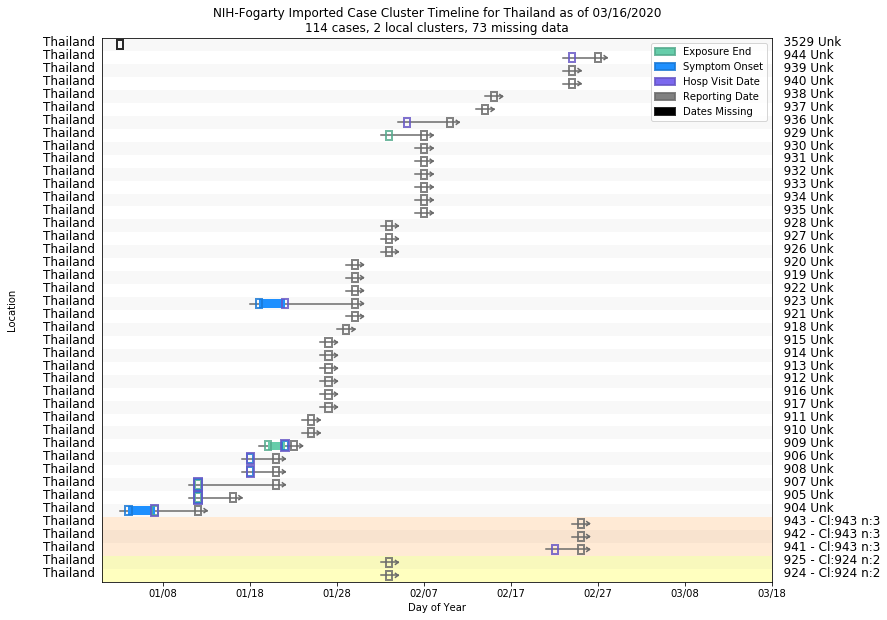 NIH-Fogarty Imported Case Cluster Timeline for Thailand as of 03/16/2020
114 cases, 2 local clusters, 73 missing data
Thailand 3529 Unk
Thailand 944 Unk
Thailand 939 Unk
Thailand 940 Unk
Thailand 938 Unk
Thailand 937 Unk
Thailand 936 Unk
Thailand 929 Unk
Thailand 930 Unk
Thailand 931 Unk
Thailand 932 Unk
Thailand 933 Unk
Thailand 934 Unk
Thailand 935 Unk
Thailand 928 Unk
Thailand 927 Unk
Thailand 926 Unk
Thailand 920 Unk
Thailand 919 Unk
Thailand 922 Unk
Thailand 923 Unk
Thailand 921 Unk
Thailand 918 Unk
Thailand 915 Unk
Thailand 914 Unk
Thailand 913 Unk
Thailand 912 Unk
Thailand 916 Unk
Thailand 917 Unk
Thailand 911 Unk
Thailand 910 Unk
Thailand 909 Unk
Thailand 906 Unk
Thailand 908 Unk
Thailand 907 Unk
Thailand 905 Unk
Thailand 904 Unk
Thailand 943 - Cl:943 n:3
Thailand 942 - Cl:943 n:3
Thailand 941 - Cl:943 n:3
Thailand 925 - Cl:924 n:2
Thailand 924 - Cl:924 n:2
Exposure End
Symptom Onset
Hosp Visit Date
Reporting Date
Dates Missing
Location
01/08 01/18 01/28 02/07 02/17 02/27 03/08 03/18
Day of Year